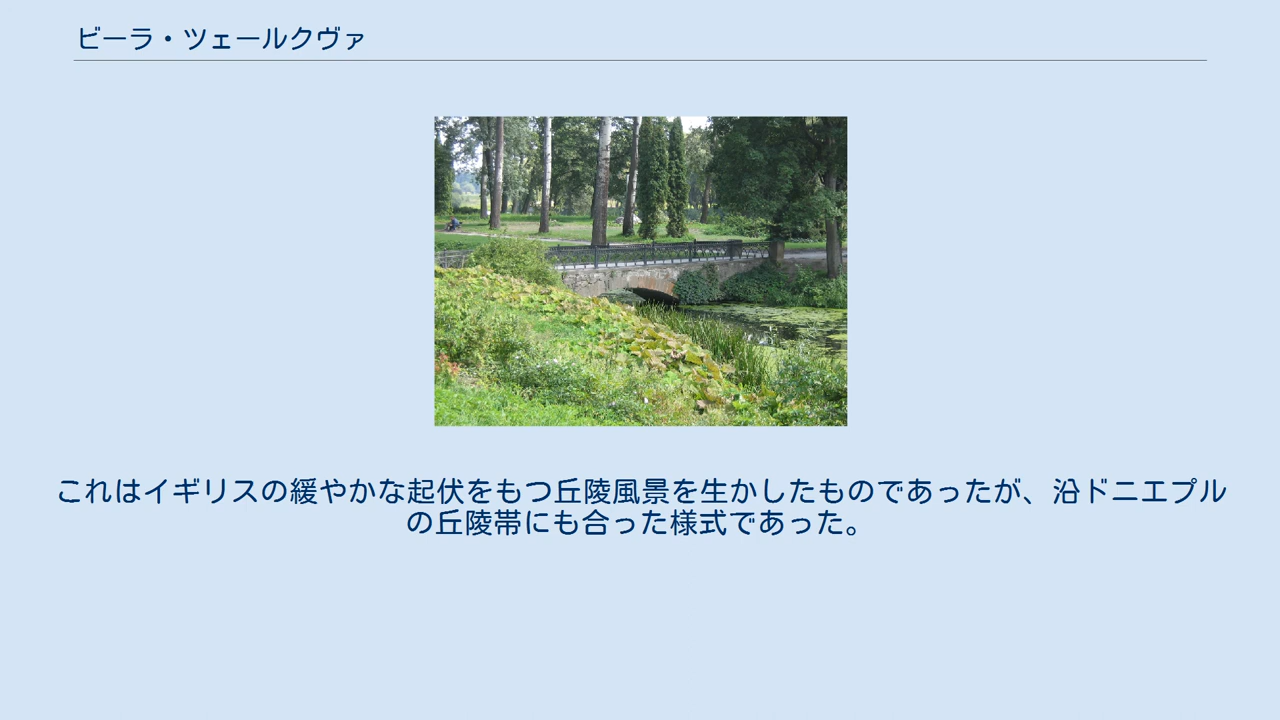 ビーラ・ツェールクヴァ
これはイギリスの緩やかな起伏をもつ丘陵風景を生かしたものであったが、沿ドニエプル
の丘陵帯にも合った様式であった。